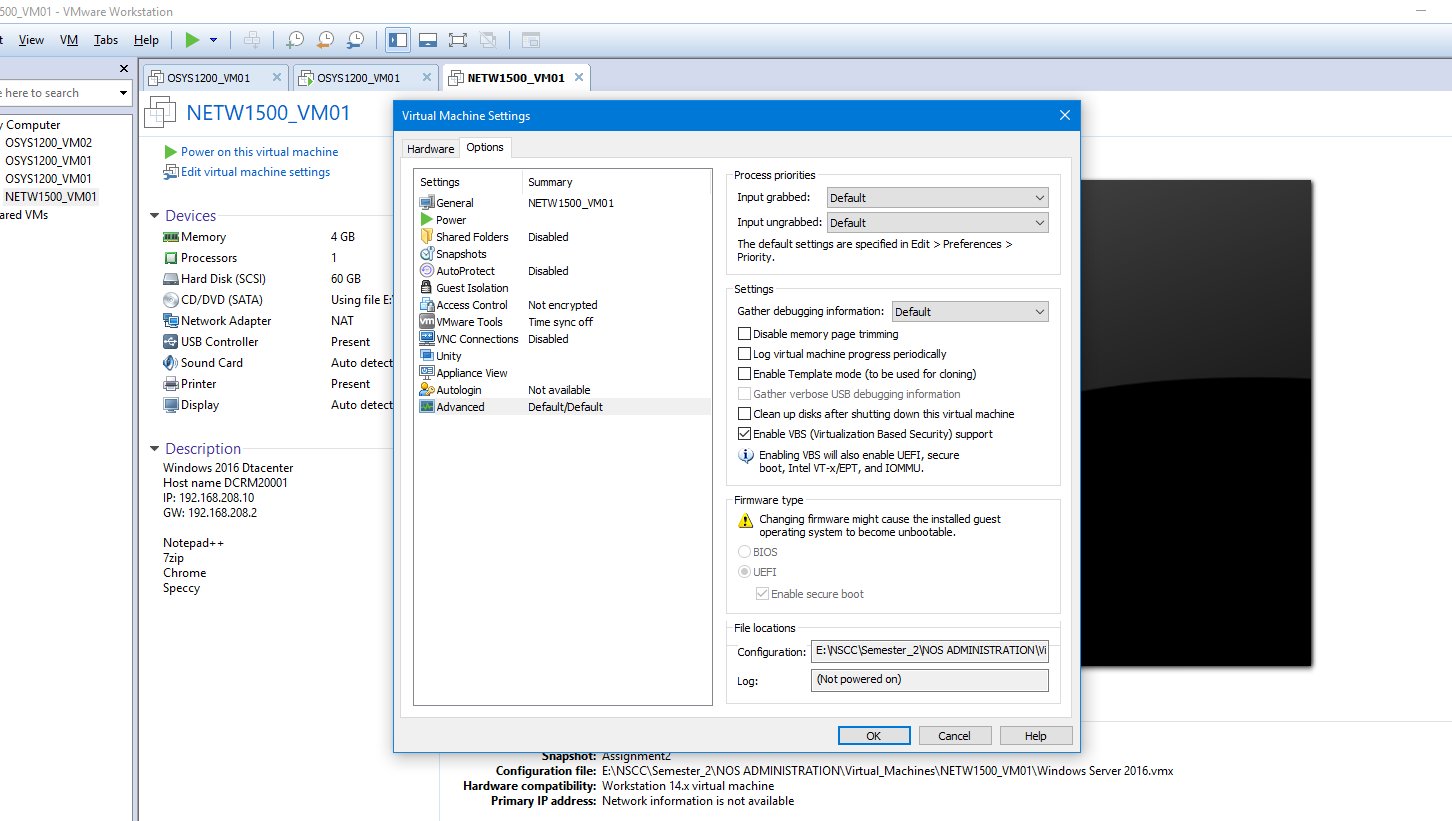 500_VM01 - VMware Workstation
t View VM Tabs Help
e here to search
y Computer
OSYS1200_VM02
OSYS1200_VM01
OSYS1200_VM01
NETW1500_VM01
ared VMs
OSYS1200_VM01 OSYS1200_VM01 NETW1500_VM01
NETW1500_VM01
Power on this virtual machine
Edit virtual machine settings
Devices
Memory 4 GB
Processors 1
Hard Disk (SCSI) 60 GB
CD/DVD (SATA) Using file E:\
Network Adapter NAT
USB Controller Present
Sound Card Auto detect
Printer Present
Display Auto detect
Description
Windows 2016 Dtacenter
Host name DCRM20001
IP: 192.168.208.10
GW: 192.168.208.2
Notepad++
7zip
Chrome
Speccy
Virtual Machine Settings
Hardware Options
Settings Summary
General NETW1500_VM01
Power
Shared Folders Disabled
Snapshots
AutoProtect Disabled
Guest Isolation
Access Control Not encrypted
VMware Tools Time sync off
VNC Connections Disabled
Unity
Appliance View
Autologin Not available
Advanced Default/Default
Process priorities
Input grabbed: Default
Input ungrabbed: Default
The default settings are specified in Edit > Preferences >
Priority.
Settings
Gather debugging information: Default
Disable memory page trimming
Log virtual machine progress periodically
Enable Template mode (to be used for cloning)
Gather verbose USB debugging information
Clean up disks after shutting down this virtual machine
Enable VBS (Virtualization Based Security) support
Enabling VBS will also enable UEFI, secure
boot, Intel VT-x/EPT, and IOMMU.
Firmware type
Changing firmware might cause the installed guest
operating system to become unbootable.
BIOS
UEFI
Enable secure boot
File locations
Configuration: E:\NSCC\Semester_2\NOS ADMINISTRATION\Vi
Log: (Not powered on)
OK Cancel Help
Snapshot: Assignment2
Configuration file: E:\NSCC\Semester_2\NOS ADMINISTRATION\Virtual_Machines\NETW1500_VM01\Windows Server 2016.vmx
Hardware compatibility: Workstation 14.x virtual machine
Primary IP address: Network information is not available